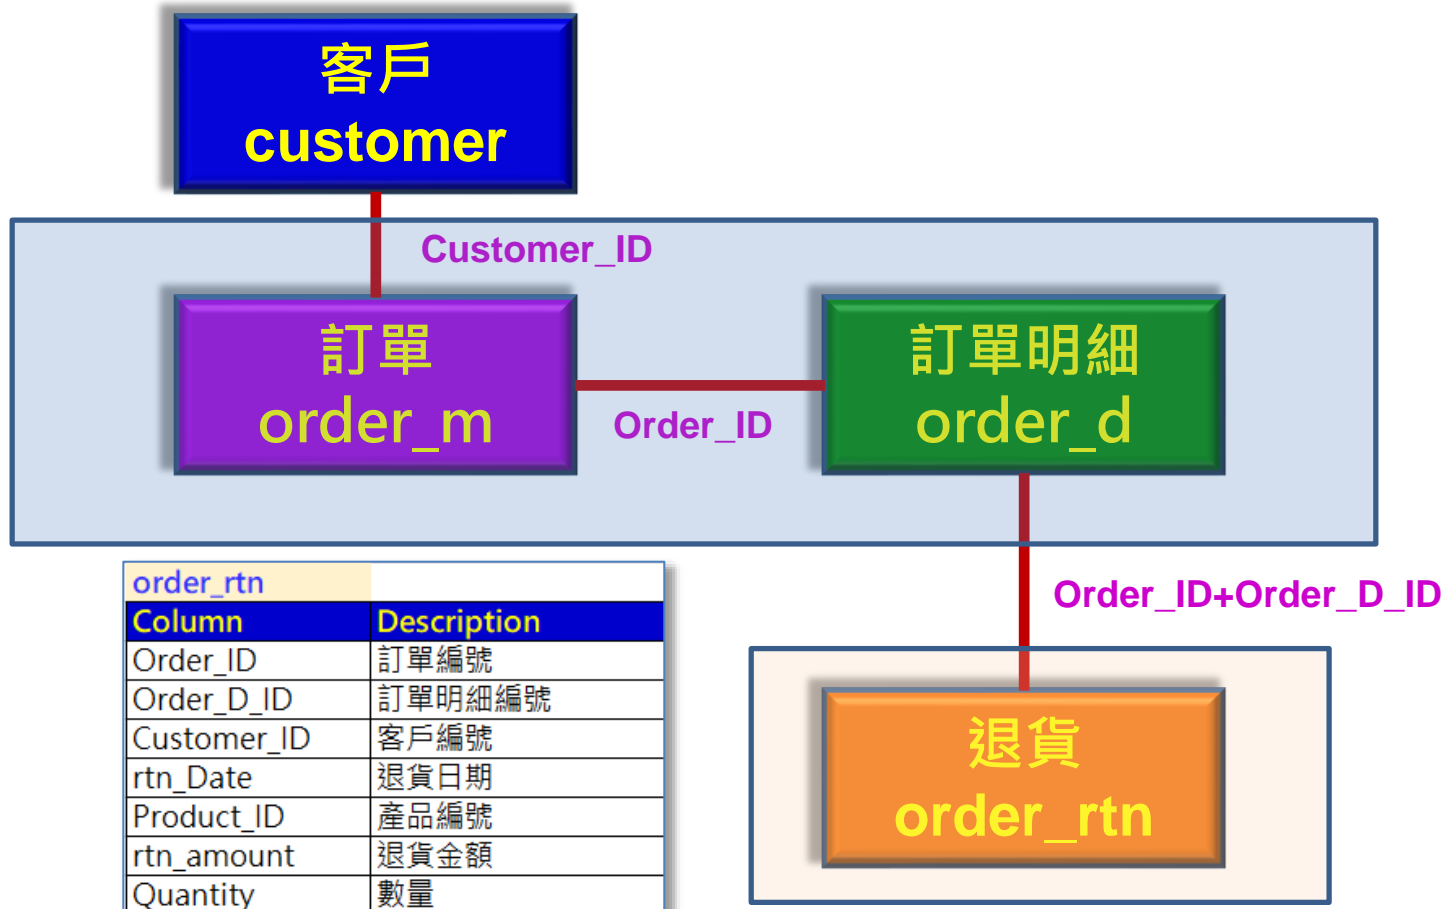 客戶
customer
Customer_ID
訂單
order_m
Order_ID
訂單明細
order_d
Order_ID+Order_D_ID
退貨
order_rtn
order_rtn
Column Description
Order_ID 訂單編號
Order_D_ID 訂單明細編號
Customer_ID 客戶編號
rtn_Date 退貨日期
Product_ID 產品編號
rtn_amount 退貨金額
Quantity 數量